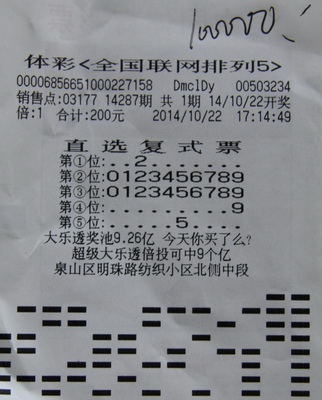 100000.
体彩<全国联网排列5>
00006856651000227158 DmclDy 00503234
销售点:03177 14287期 共 1期 14/10/22开奖
倍:1 合计:200元 2014/10/22 17:14:49
直选复式票
第①位:..2.......
第②位:0123456789
第③位:0123456789
第④位:.........9
第⑤位:.....5....
大乐透奖池9.26亿 今天你买了么?
超级大乐透倍投可中9个亿
泉山区明珠路纺织小区北侧中段